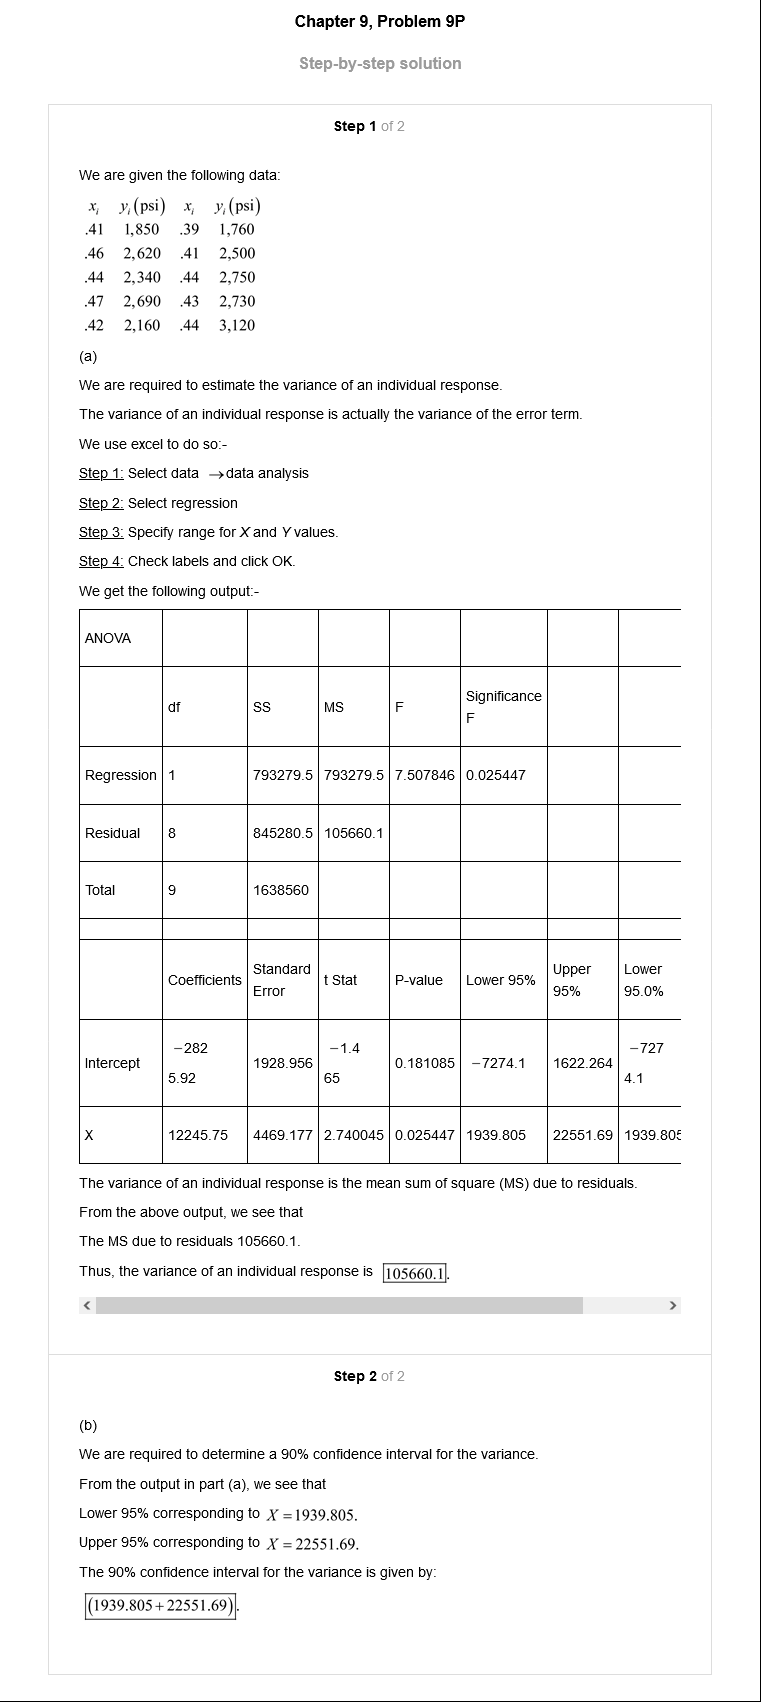 Chapter 9, Problem 9P
Step-by-step solution
Step 1 of 2
We are given the following data:
x_i y_i (psi) x_i y_i (psi)
.41 1,850 .39 1,760
.46 2,620 .41 2,500
.44 2,340 .44 2,750
.47 2,690 .43 2,730
.42 2,160 .44 3,120
(a)
We are required to estimate the variance of an individual response.
The variance of an individual response is actually the variance of the error term.
We use excel to do so:-
Step 1: Select data →data analysis
Step 2: Select regression
Step 3: Specify range for X and Y values.
Step 4: Check labels and click OK.
We get the following output:-
ANOVA
df SS MS F Significance
F
Regression 1 793279.5 793279.5 7.507846 0.025447
Residual 8 845280.5 105660.1
Total 9 1638560
Coefficients Standard Error t Stat P-value Lower 95% Upper 95% Lower 95.0%
Intercept −282
5.92 1928.956 −1.4
65 0.181085 −7274.1 1622.264 −727
4.1
X 12245.75 4469.177 2.740045 0.025447 1939.805 22551.69 1939.805
The variance of an individual response is the mean sum of square (MS) due to residuals.
From the above output, we see that
The MS due to residuals 105660.1.
Thus, the variance of an individual response is 105660.1.
Step 2 of 2
(b)
We are required to determine a 90% confidence interval for the variance.
From the output in part (a), we see that
Lower 95% corresponding to X = 1939.805.
Upper 95% corresponding to X = 22551.69.
The 90% confidence interval for the variance is given by:
(1939.805 + 22551.69).